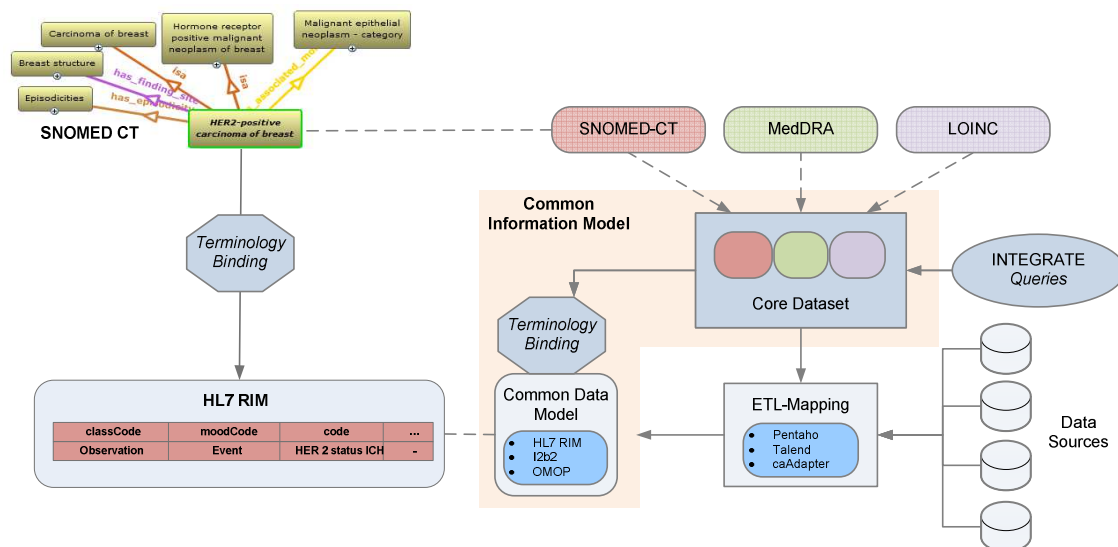 Carcinoma of breast
Hormone receptor
positive malignant
neoplasm of breast
Malignant epithelial
neoplasm - category
Breast structure
Episodicities
isa
isa
has_finding_site
has_episodicity
_associated_mo
SNOMED CT
HER2-positive
carcinoma of breast
SNOMED-CT
MedDRA
LOINC
Common
Information Model
Terminology
Binding
Core Dataset
INTEGRATE
Queries
Terminology
Binding
HL7 RIM
classCode moodCode code ...
Observation Event HER 2 status ICH -
Common Data
Model
• HL7 RIM
• I2b2
• OMOP
ETL-Mapping
• Pentaho
• Talend
• caAdapter
Data
Sources